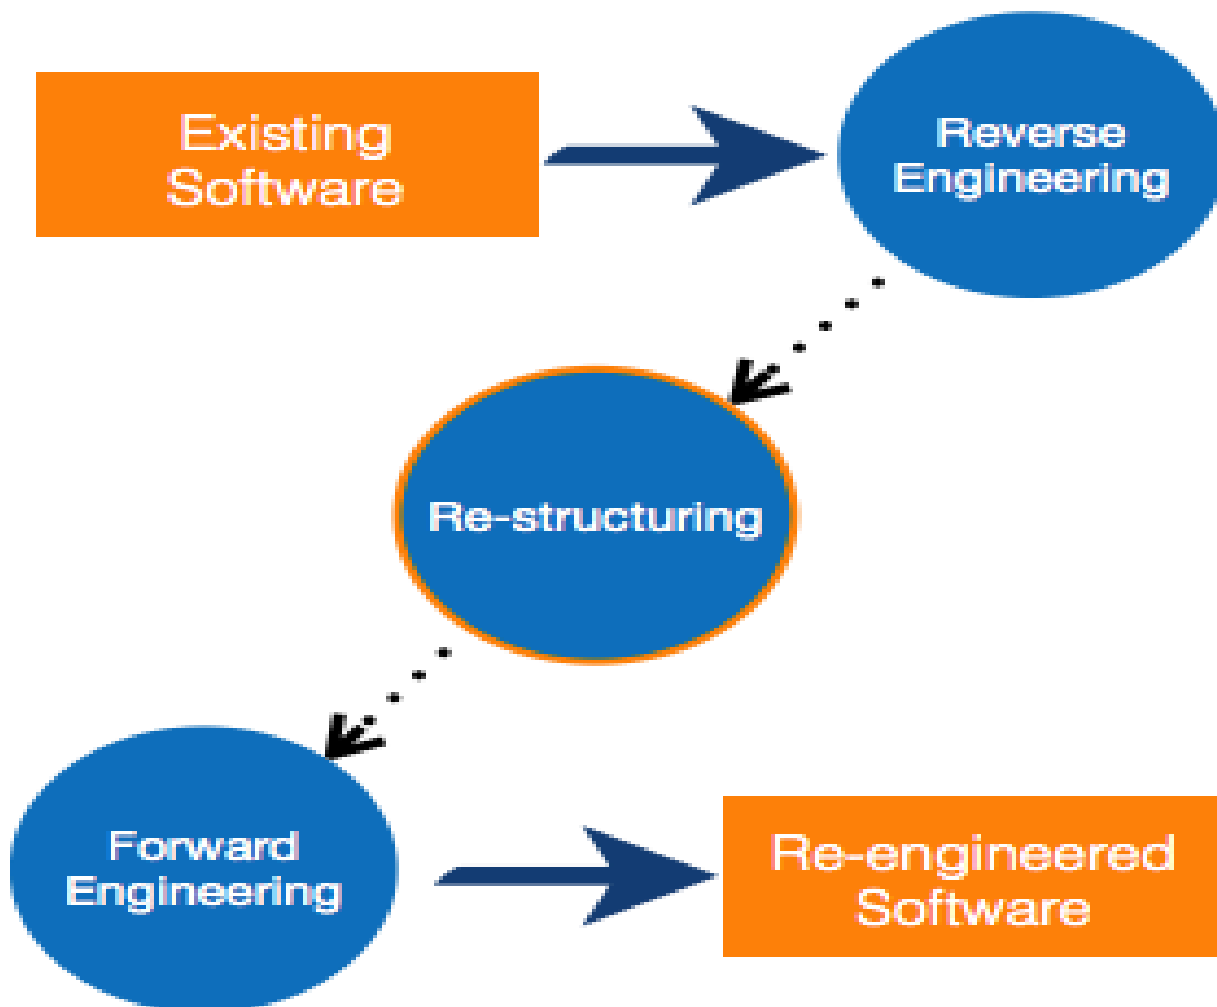 Existing
Software
Reverse
Engineering
Re-structuring
Forward
Engineering
Re-engineered
Software